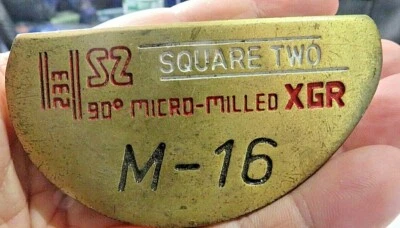 S2 SQUARE TWO
90° MICRO-MILLED XGR
M-16